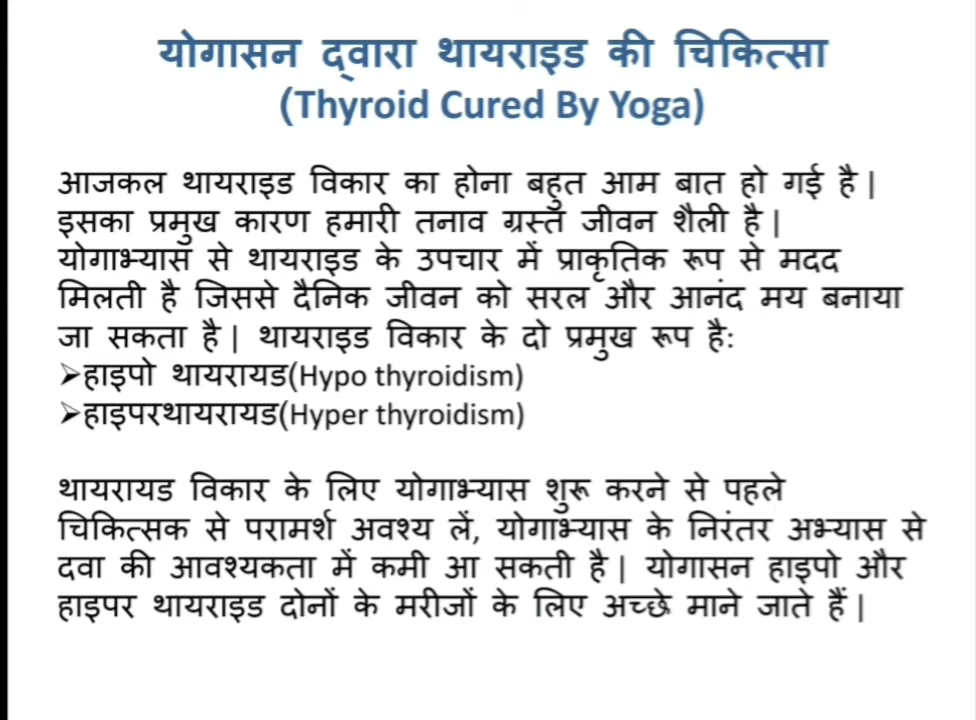 योगासन द्वारा थायराइड की चिकित्सा
(Thyroid Cured By Yoga)
आजकल थायराइड विकार का होना बहुत आम बात हो गई है |
इसका प्रमुख कारण हमारी तनाव ग्रस्त जीवन शैली है |
योगाभ्यास से थायराइड के उपचार में प्राकृतिक रूप से मदद
मिलती है जिससे दैनिक जीवन को सरल और आनंद मय बनाया
जा सकता है | थायराइड विकार के दो प्रमुख रूप है:
➢हाइपो थायरायड(Hypo thyroidism)
➢हाइपरथायरायड(Hyper thyroidism)
थायरायड विकार के लिए योगाभ्यास शुरू करने से पहले
चिकित्सक से परामर्श अवश्य लें, योगाभ्यास के निरंतर अभ्यास से
दवा की आवश्यकता में कमी आ सकती है | योगासन हाइपो और
हाइपर थायराइड दोनों के मरीजों के लिए अच्छे माने जाते हैं |